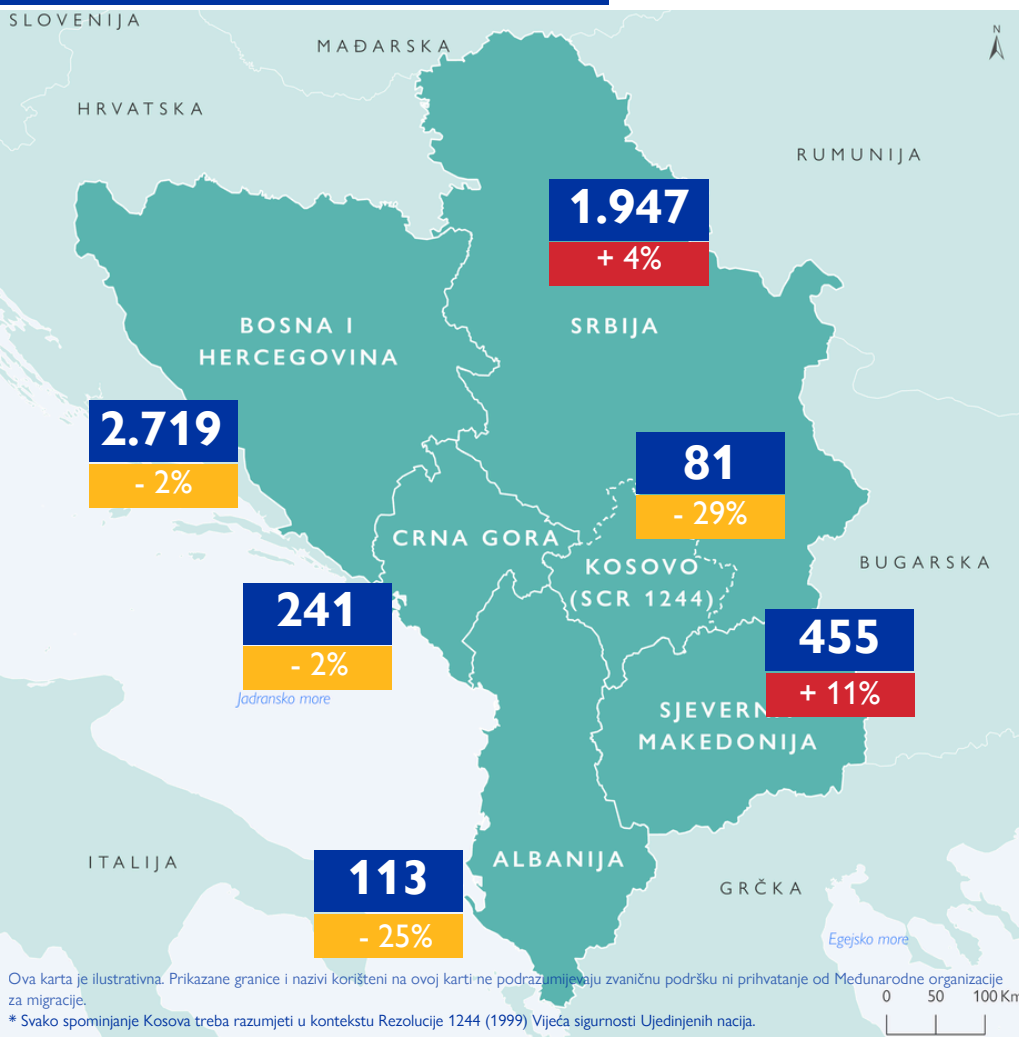 SLOVENIJA
MAĐARSKA
N
HRVATSKA
RUMUNIJA
1.947
+ 4%
BOSNA I
HERCEGOVINA
SRBIJA
2.719
- 2%
81
- 29%
CRNA GORA
KOSOVO
(SCR 1244)
BUGARSKA
241
- 2%
Jadransko more
455
+ 11%
SJEVERN
MAKEDONIJA
ITALIJA
113
- 25%
ALBANIJA
GRČKA
Egejsko more
Ova karta je ilustrativna. Prikazane granice i nazivi korišteni na ovoj karti ne podrazumijevaju zvaničnu podršku ni prihvatanje od Međunarodne organizacije
za migracije.
0 50 100 Km
* Svako spominjanje Kosova treba razumjeti u kontekstu Rezolucije 1244 (1999) Vijeća sigurnosti Ujedinjenih nacija.